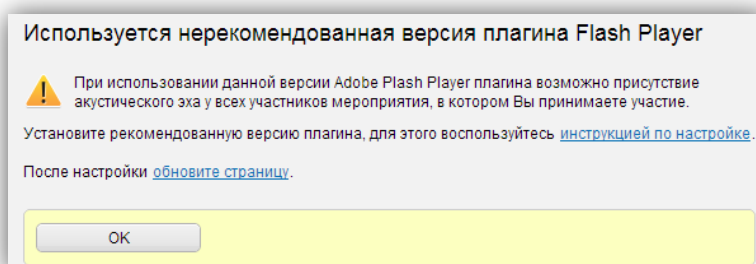 Используется нерекомендованная версия плагина Flash Player
При использовании данной версии Adobe Plash Player плагина возможно присутствие
акустического эха у всех участников мероприятия, в котором Вы принимаете участие.
Установите рекомендованную версию плагина, для этого воспользуйтесь инструкцией по настройке.
После настройки обновите страницу.
OK